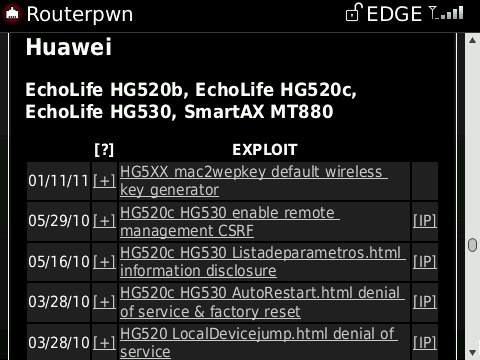 Routerpwn EDGE
Huawei
EchoLife HG520b, EchoLife HG520c,
EchoLife HG530, SmartAX MT880
[?] EXPLOIT
01/11/11 [+] HG5XX mac2wepkey default wireless
key generator
05/29/10 [+] HG520c HG530 enable remote
management CSRF [IP]
05/16/10 [+] HG520c HG530 Listadeparametros.html
information disclosure [IP]
03/28/10 [+] HG520c HG530 AutoRestart.html denial
of service & factory reset [IP]
03/28/10 [+] HG520 LocalDevicejump.html denial of
service [IP]